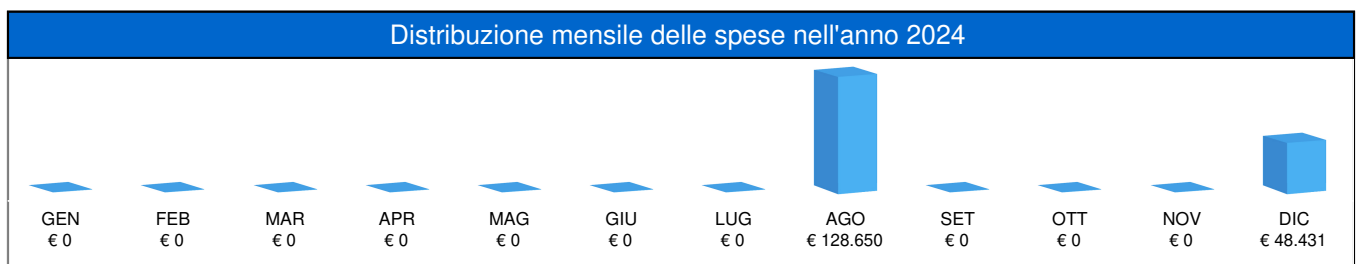 Distribuzione mensile delle spese nell'anno 2024
GEN FEB MAR APR MAG GIU LUG AGO SET OTT NOV DIC
€ 0 € 0 € 0 € 0 € 0 € 0 € 0 € 128.650 € 0 € 0 € 0 € 48.431